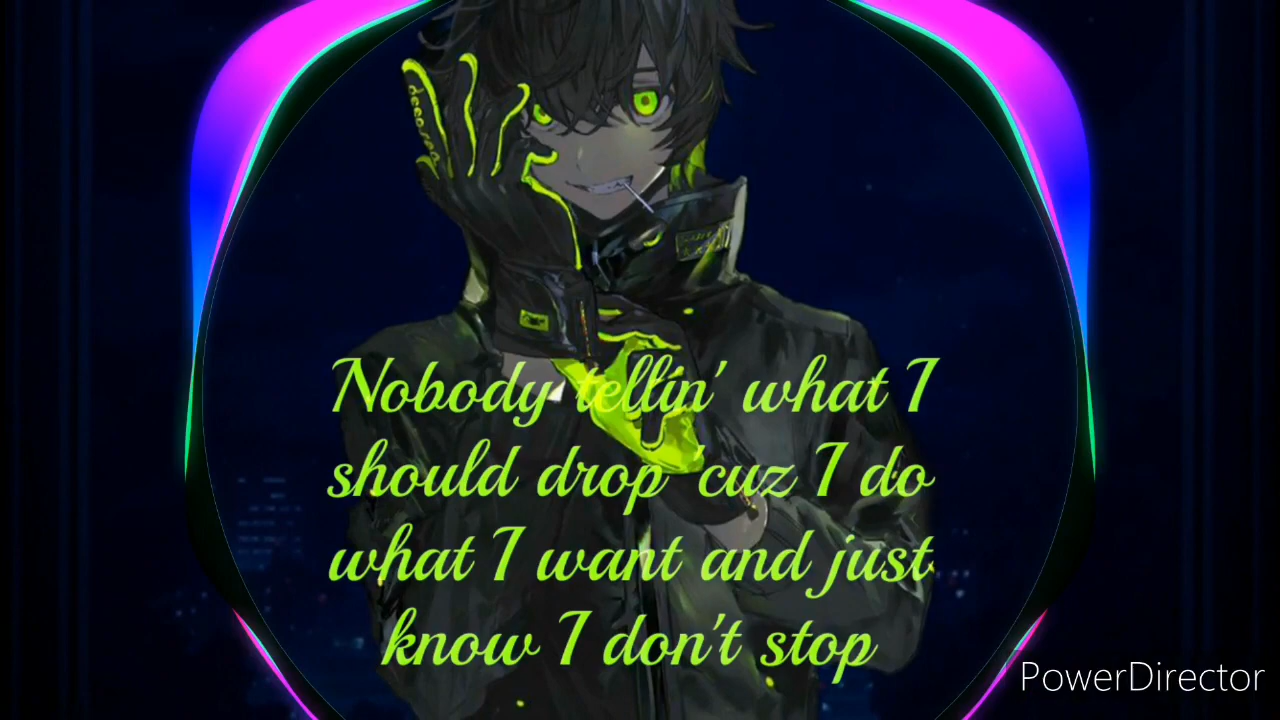 Nobody tellin' what I
should drop 'cuz I do
what I want and just
know I don't stop
PowerDirector